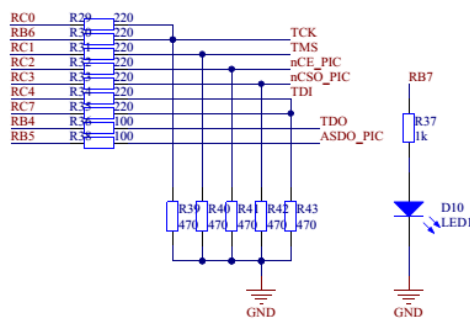 RC0 R29 220
RB6 R30 220 TCK
RC1 R31 220 TMS
RC2 R32 220 nCE_PIC
RC3 R33 220 nCSO_PIC
RC4 R34 220 TDI
RC7 R35 220
RB4 R36 100 TDO
RB5 R38 100 ASDO_PIC
RB7
R37
1k
D10
LED1
R39 R40 R41 R42 R43
470 470 470 470 470
GND GND